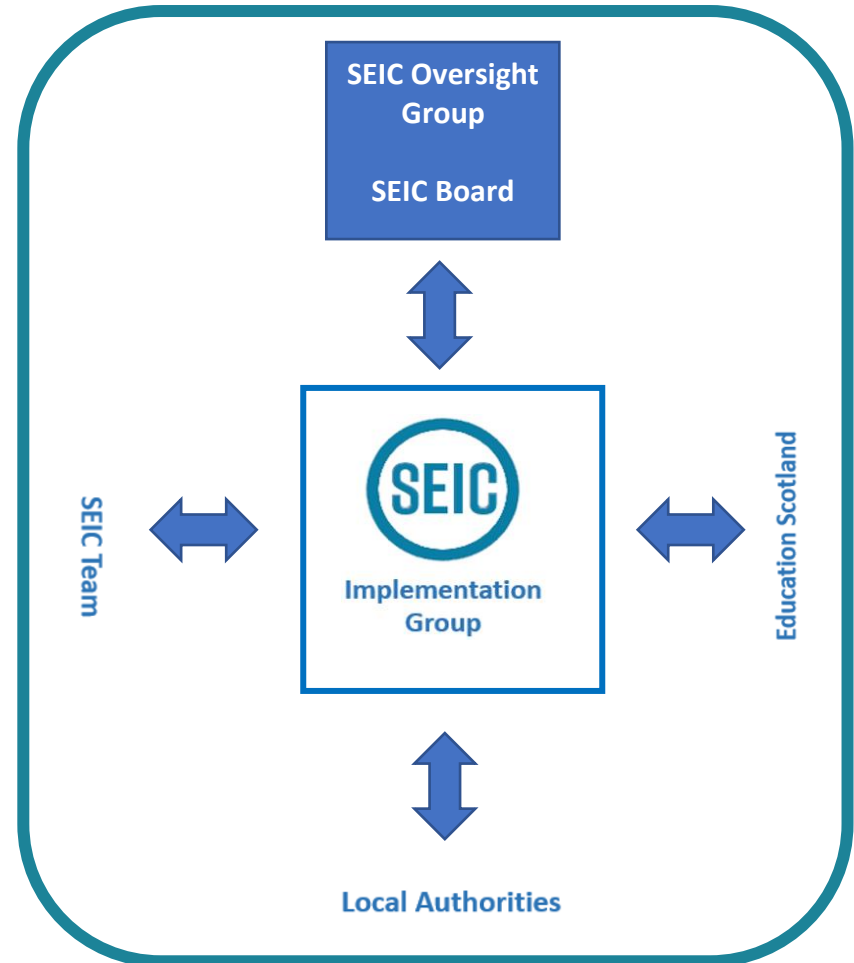 SEIC Oversight
Group
SEIC Board
SEIC
Implementation
Group
SEIC Team
Education Scotland
Local Authorities